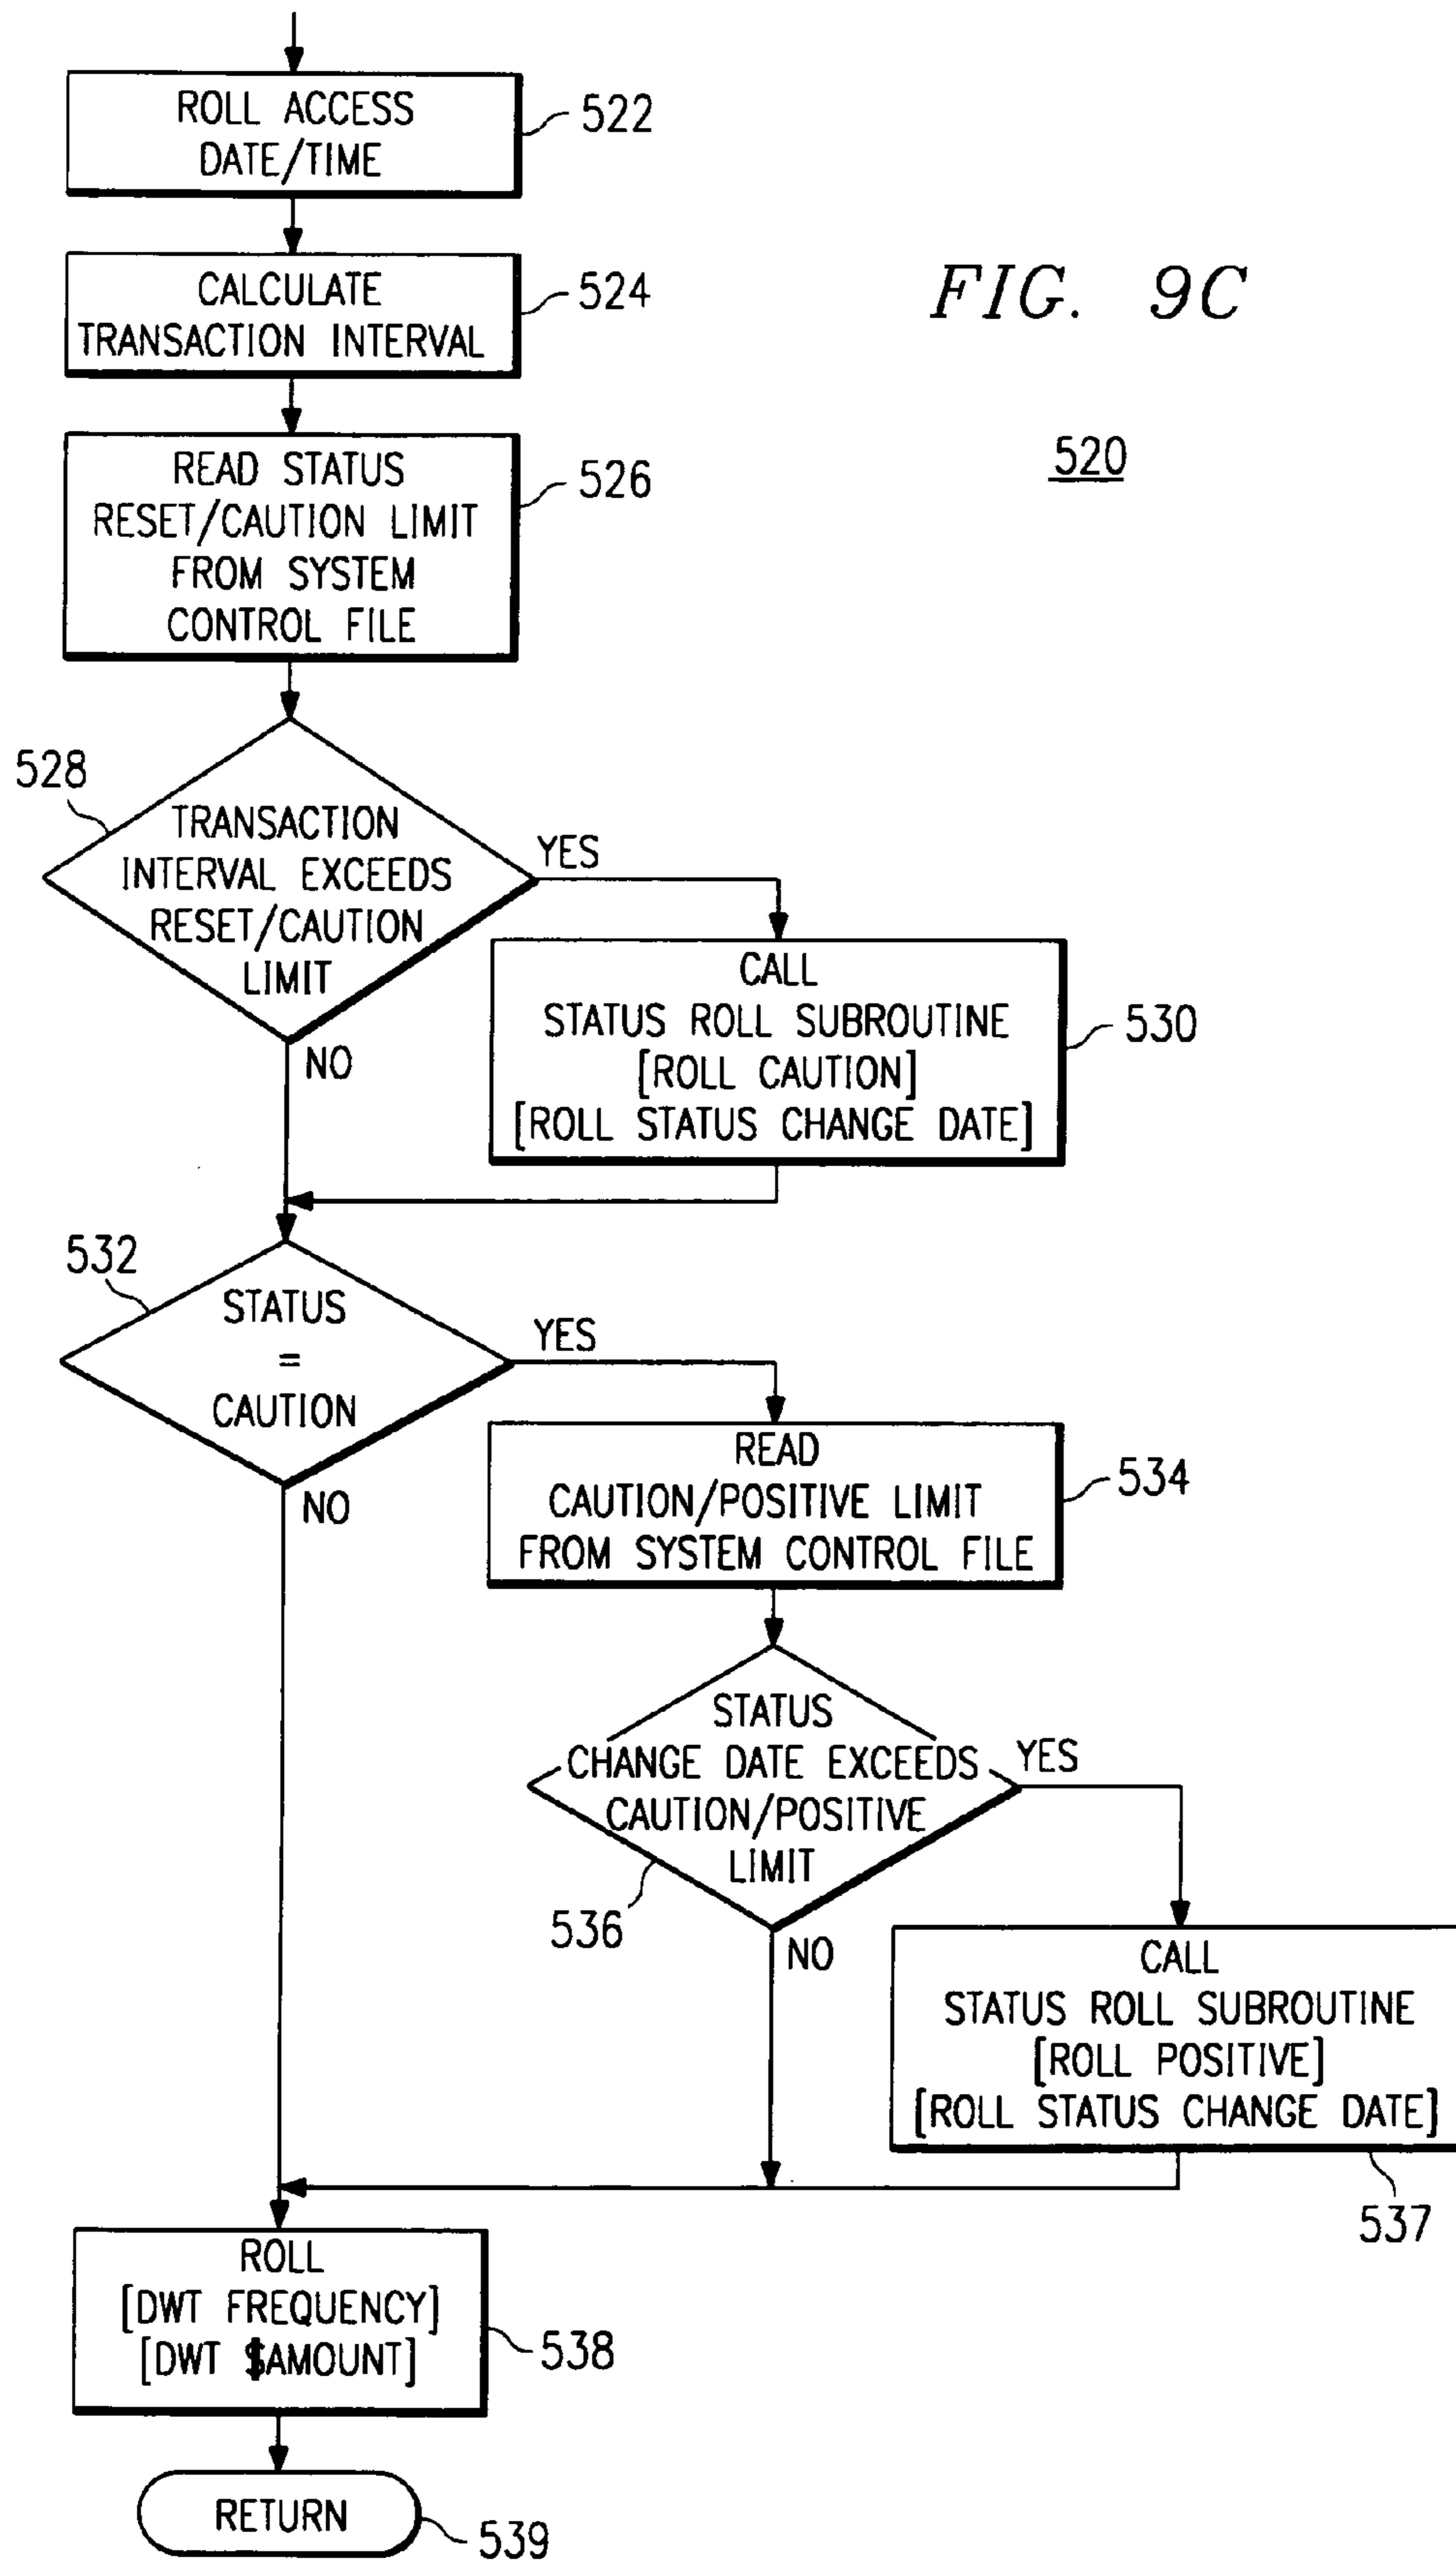 ROLL ACCESS
DATE/TIME
522
CALCULATE
TRANSACTION INTERVAL
524
FIG. 9C
READ STATUS
RESET/CAUTION LIMIT
FROM SYSTEM
CONTROL FILE
526
520
528
TRANSACTION
INTERVAL EXCEEDS
RESET/CAUTION
LIMIT
YES
NO
CALL
STATUS ROLL SUBROUTINE
[ROLL CAUTION]
[ROLL STATUS CHANGE DATE]
530
532
STATUS
=
CAUTION
YES
NO
READ
CAUTION/POSITIVE LIMIT
FROM SYSTEM CONTROL FILE
534
STATUS
CHANGE DATE EXCEEDS
CAUTION/POSITIVE
LIMIT
YES
536
NO
CALL
STATUS ROLL SUBROUTINE
[ROLL POSITIVE]
[ROLL STATUS CHANGE DATE]
537
ROLL
[DWT FREQUENCY]
[DWT $AMOUNT]
538
RETURN
539